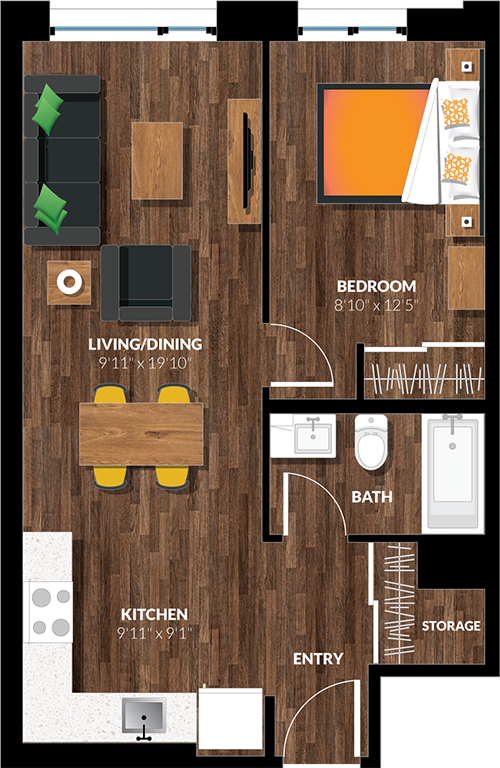 BEDROOM
8'10" x 12'5"
LIVING/DINING
9'11" x 19'10"
BATH
KITCHEN
9'11" x 9'1"
STORAGE
ENTRY